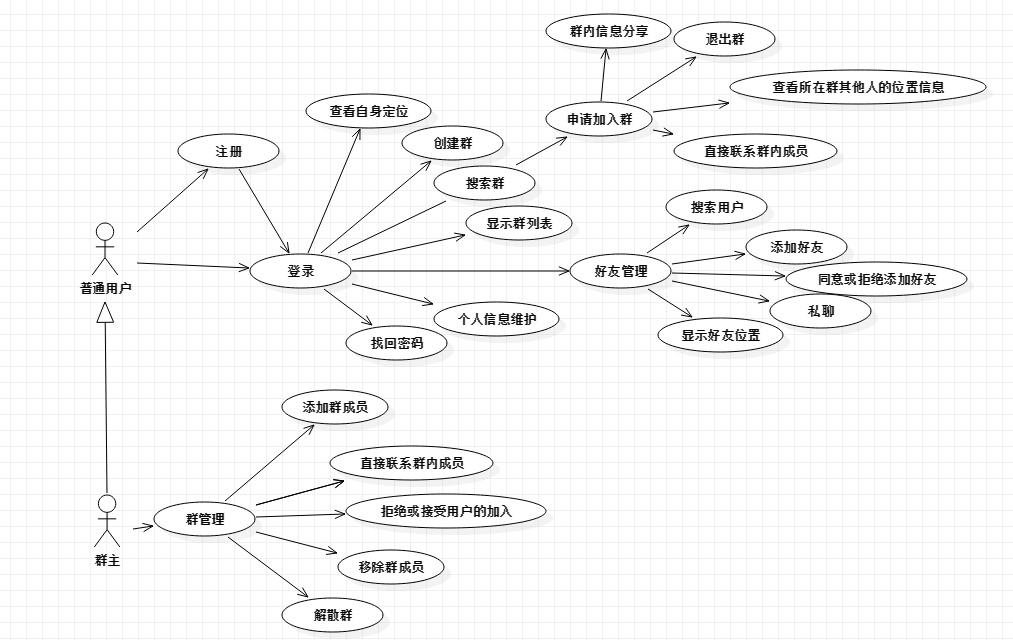 群内信息分享
退出群
查看所在群其他人的位置信息
查看自身定位
申请加入群
创建群
注册
直接联系群内成员
搜索群
搜索用户
显示群列表
添加好友
登录
好友管理
同意或拒绝添加好友
普通用户
私聊
个人信息维护
显示好友位置
找回密码
添加群成员
直接联系群内成员
拒绝或接受用户的加入
群管理
群主
移除群成员
解散群